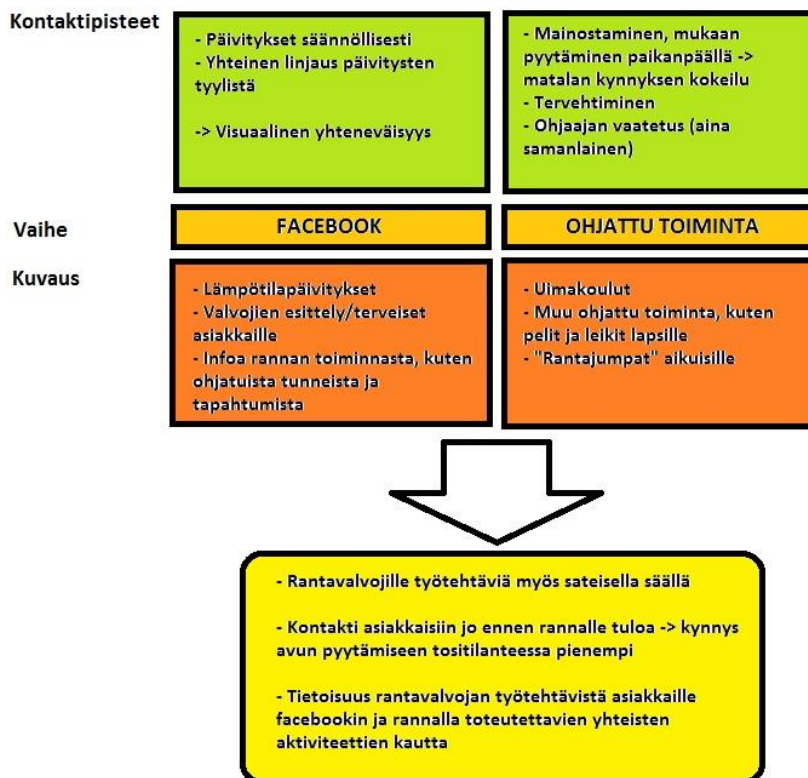 Kontaktipisteet
- Päivitykset säännöllisesti
- Yhteinen linjaus päivitysten
tyylistä
-> Visuaalinen yhteneväisyys
- Mainostaminen, mukaan
pyytäminen paikanpäällä ->
matalan kynnyksen kokeilu
- Tervehtiminen
- Ohjaajan vaatetus (aina
samanlainen)
Vaihe
FACEBOOK
OHJATTU TOIMINTA
Kuvaus
- Lämpötilapäivitykset
- Valvojien esittely/terveiset
asiakkaille
- Infoa rannan toiminnasta, kuten
ohjatuista tunneista ja
tapahtumista
- Uimakoulut
- Muu ohjattu toiminta, kuten
pelit ja leikit lapsille
- "Rantajumpat" aikuisille
- Rantavalvojille työtehtäviä myös sateisella säällä
- Kontakti asiakkaisiin jo ennen rannalle tuloa -> kynnys
avun pyytämiseen tositilanteessa pienempi
- Tietoisuus rantavalvojan työtehtävistä asiakkaille
facebookin ja rannalla toteutettavien yhteisten
aktiviteettien kautta